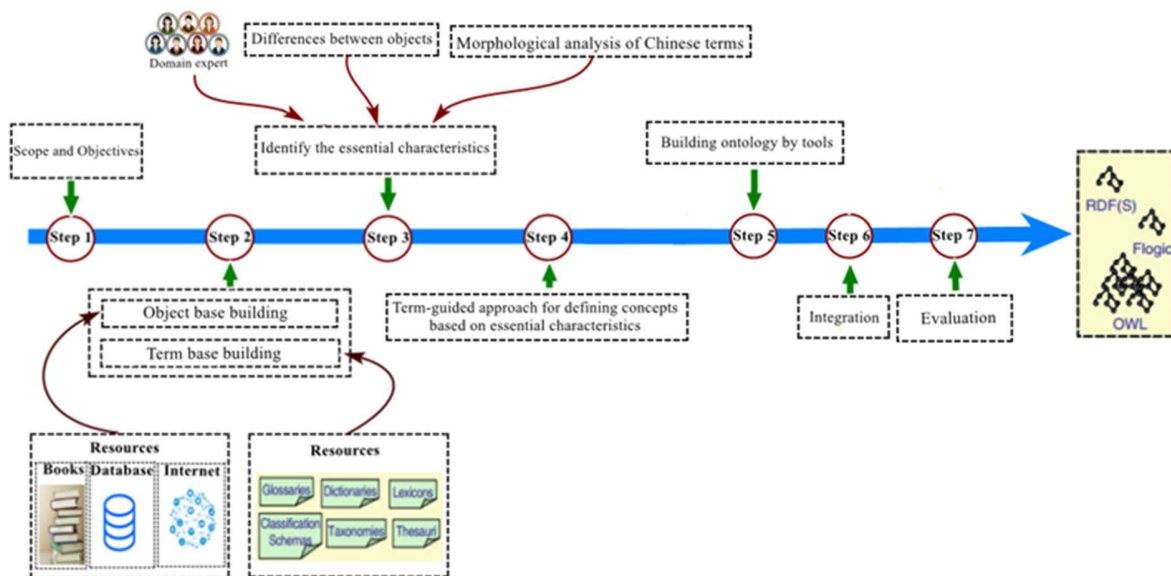 Domain expert
Differences between objects
Morphological analysis of Chinese terms
Scope and Objectives
Identify the essential characteristics
Building ontology by tools
Step 1
Step 2
Step 3
Step 4
Step 5
Step 6
Step 7
RDF(S)
Flogic
OWL
Object base building
Term base building
Term-guided approach for defining concepts
based on essential characteristics
Integration
Evaluation
Resources
Books
Database
Internet
Resources
Glossaries
Dictionaries
Lexicons
Classification
Schemas
Taxonomies
Thesauri